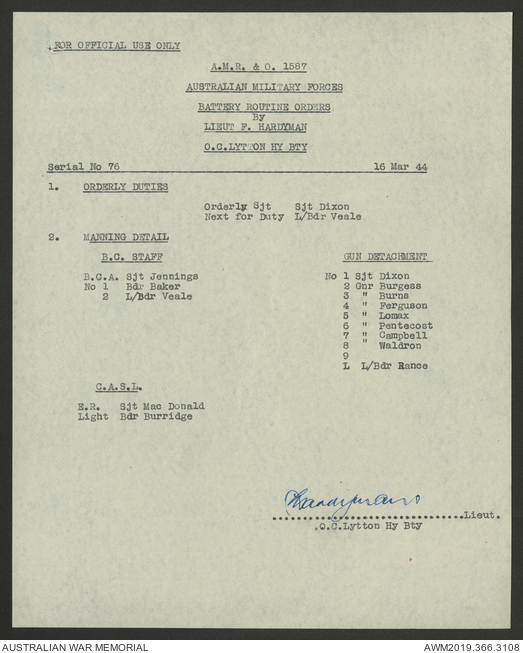 FOR OFFICIAL USE ONLY
A.M.R. & O. 1587
AUSTRALIAN MILITARY FORCES
BATTERY ROUTINE ORDERS
By
LIEUT F. HARDYMAN
O.C.LYTTON HY BTY
Serial No 76 16 Mar 44
1. ORDERLY DUTIES
Orderly Sjt Sjt Dixon
Next for Duty L/Bdr Veale
2. MANNING DETAIL
B.C. STAFF
B.C.A. Sjt Jennings
No 1 Bdr Baker
2 L/Bdr Veale
GUN DETACHMENT
No 1 Sjt Dixon
2 Gnr Burgess
3 " Burns
4 " Ferguson
5 " Lomax
6 " Pentecost
7 " Campbell
8 " Waldron
9
L L/Bdr Rance
C.A.S.L.
E.R. Sjt Mac Donald
Light Bdr Burridge
Hardyman
..............................Lieut.
.O.C.Lytton Hy Bty
AUSTRALIAN WAR MEMORIAL AWM2019.366.3108